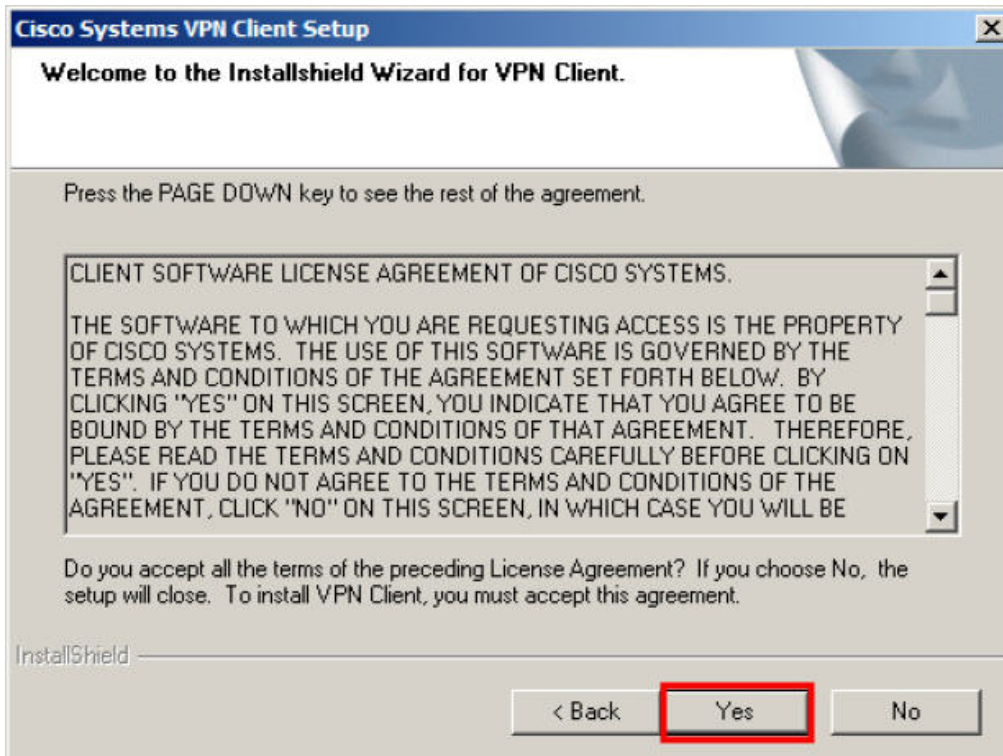 Cisco Systems VPN Client Setup
Welcome to the Installshield Wizard for VPN Client.
Press the PAGE DOWN key to see the rest of the agreement.
CLIENT SOFTWARE LICENSE AGREEMENT OF CISCO SYSTEMS.
THE SOFTWARE TO WHICH YOU ARE REQUESTING ACCESS IS THE PROPERTY
OF CISCO SYSTEMS.  THE USE OF THIS SOFTWARE IS GOVERNED BY THE
TERMS AND CONDITIONS OF THE AGREEMENT SET FORTH BELOW.  BY
CLICKING "YES" ON THIS SCREEN, YOU INDICATE THAT YOU AGREE TO BE
BOUND BY THE TERMS AND CONDITIONS OF THAT AGREEMENT.   THEREFORE,
PLEASE READ THE TERMS AND CONDITIONS CAREFULLY BEFORE CLICKING ON
"YES".  IF YOU DO NOT AGREE TO THE TERMS AND CONDITIONS OF THE
AGREEMENT, CLICK "NO" ON THIS SCREEN, IN WHICH CASE YOU WILL BE
Do you accept all the terms of the preceding License Agreement?  If you choose No,  the
setup will close.  To install VPN Client, you must accept this agreement.
InstallShield
< Back
Yes
No